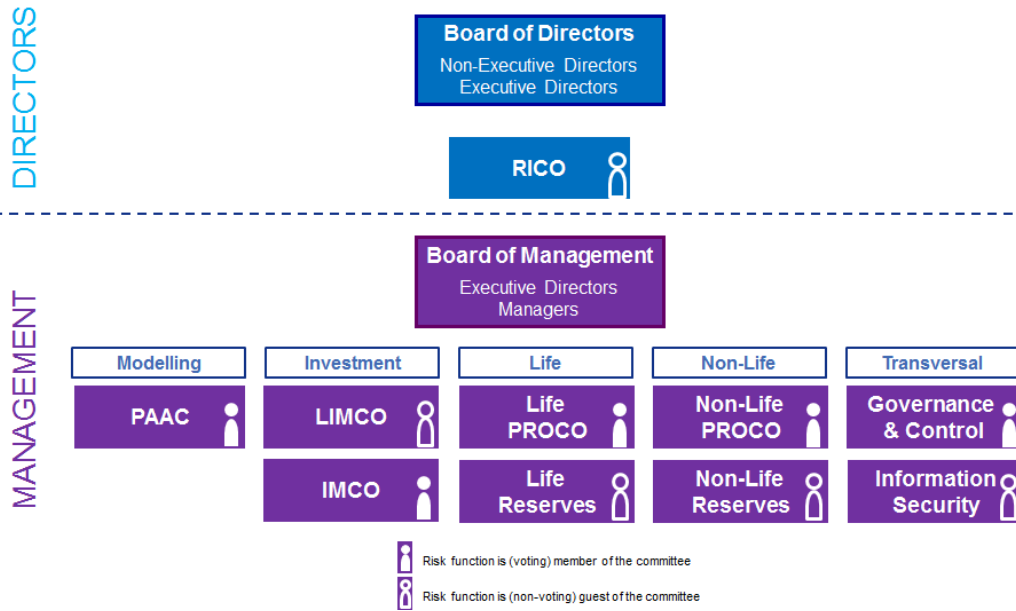 DIRECTORS
Board of Directors
Non-Executive Directors
Executive Directors
RICO
MANAGEMENT
Board of Management
Executive Directors
Managers
Modelling
Investment
Life
Non-Life
Transversal
PAAC
LIMCO
Life
PROCO
Non-Life
PROCO
Governance
& Control
IMCO
Life
Reserves
Non-Life
Reserves
Information
Security
Risk function is (voting) member of the committee
Risk function is (non-voting) guest of the committee